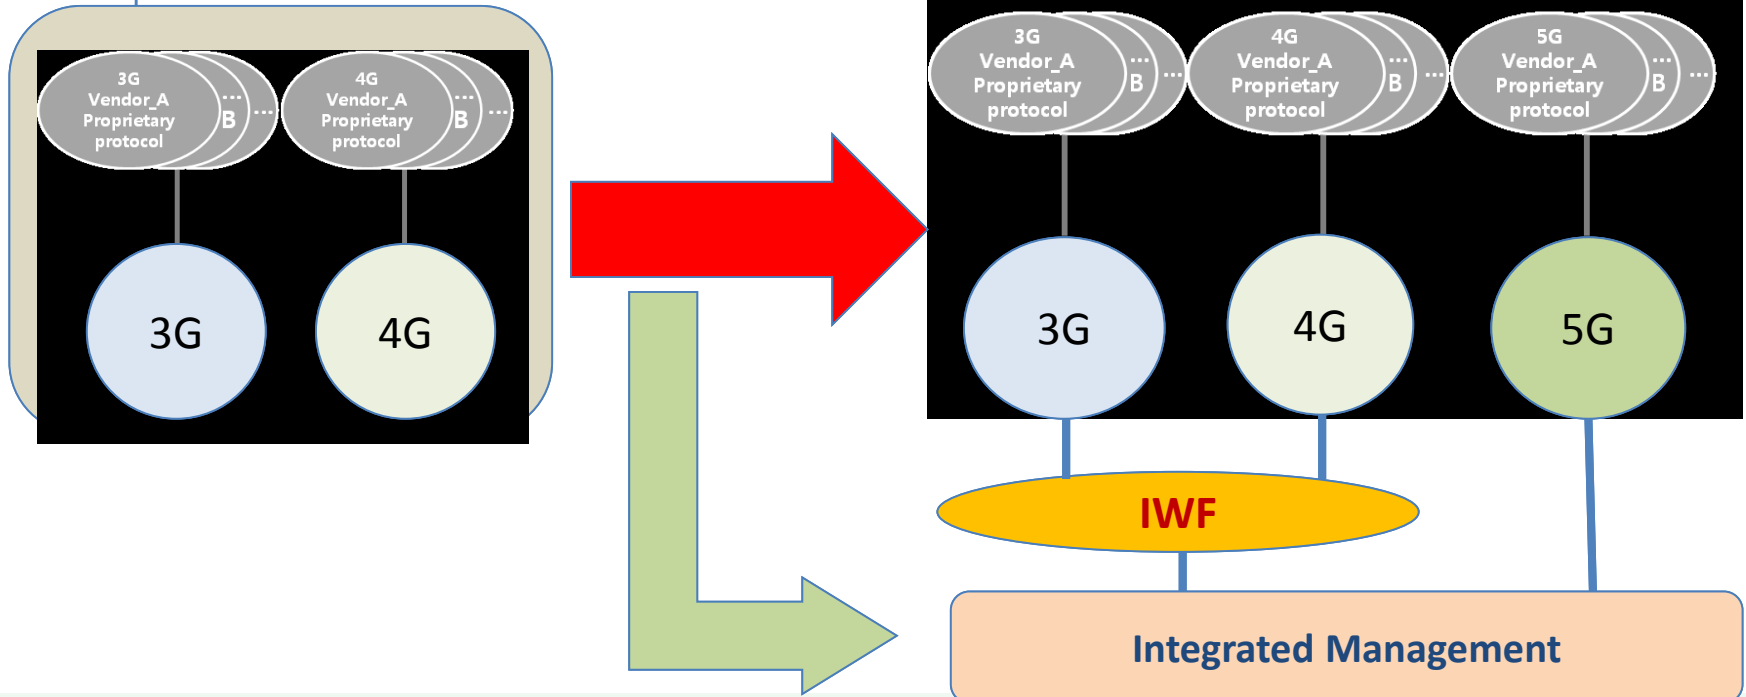 3G
Vendor_A
Proprietary
protocol
...
B
...
4G
Vendor_A
Proprietary
protocol
...
B
...
3G
4G
3G
Vendor_A
Proprietary
protocol
...
B
...
4G
Vendor_A
Proprietary
protocol
...
B
...
5G
Vendor_A
Proprietary
protocol
...
B
...
3G
4G
5G
IWF
Integrated Management